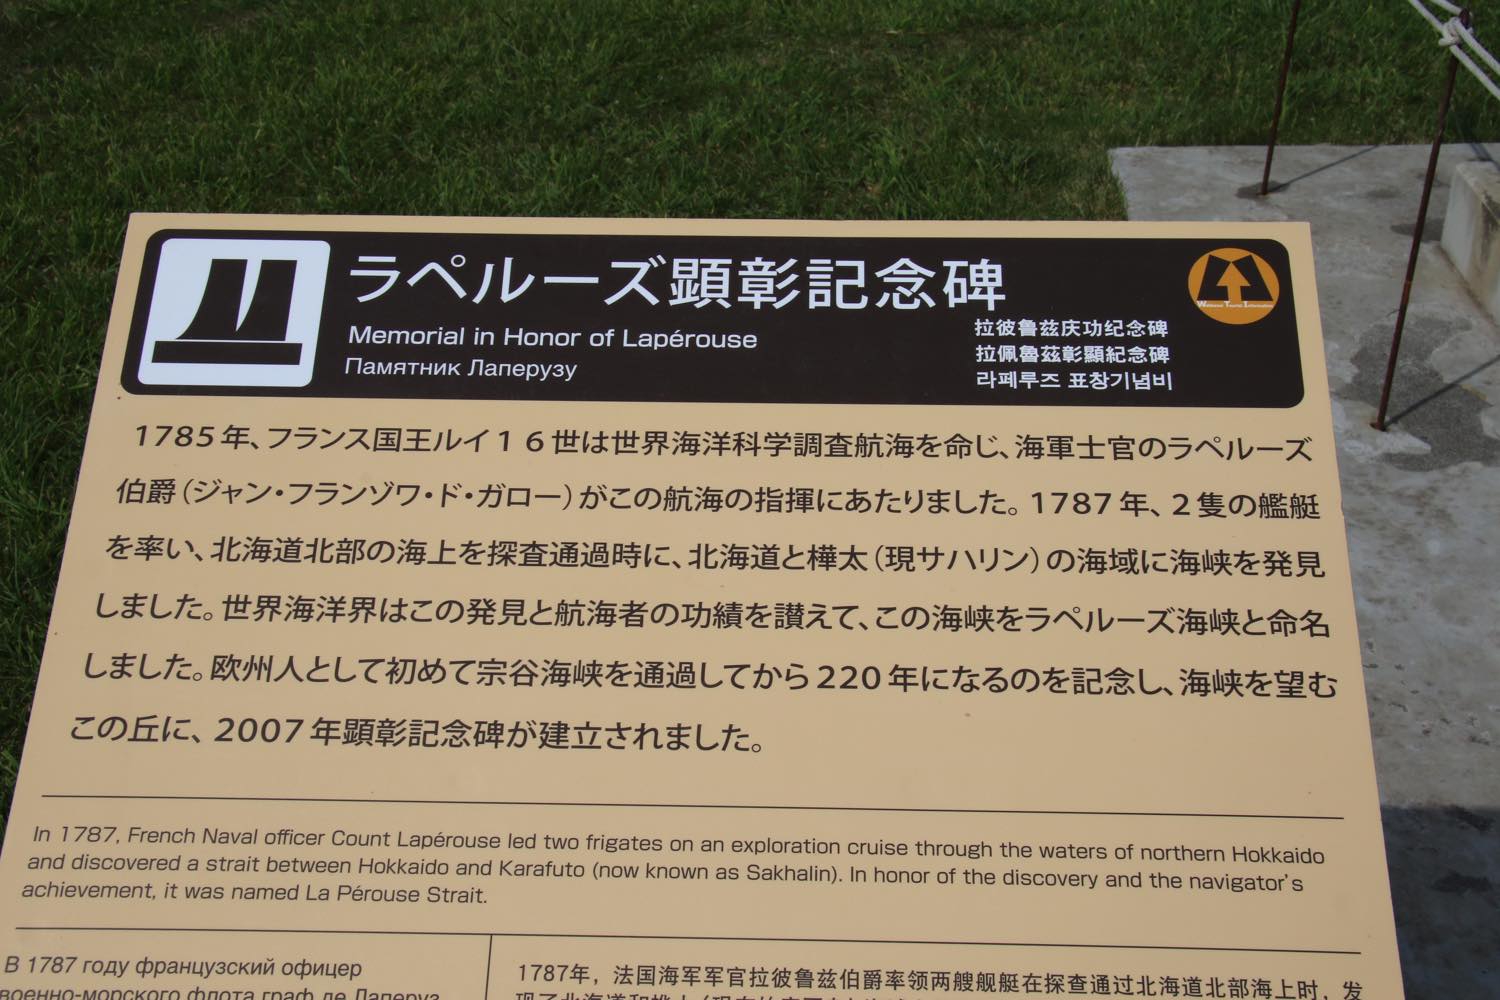 ラペルーズ顕彰記念碑
Memorial in Honor of Lapérouse
Памятник Лаперузу
拉彼鲁兹庆功纪念碑
拉佩魯茲彰顯紀念碑
라페루즈 표창기념비
Wakkanai Tourist Information
1785年、フランス国王ルイ16世は世界海洋科学調査航海を命じ、海軍士官のラペルーズ
伯爵（ジャン・フランソワ・ド・ガロー）がこの航海の指揮にあたりました。1787年、2隻の艦艇
を率い、北海道北部の海上を探査通過時に、北海道と樺太（現サハリン）の海域に海峡を発見
しました。世界海洋界はこの発見と航海者の功績を讃えて、この海峡をラペルーズ海峡と命名
しました。欧州人として初めて宗谷海峡を通過してから220年になるのを記念し、海峡を望む
この丘に、2007年顕彰記念碑が建立されました。
In 1787, French Naval officer Count Lapérouse led two frigates on an exploration cruise through the waters of northern Hokkaido
and discovered a strait between Hokkaido and Karafuto (now known as Sakhalin). In honor of the discovery and the navigator's
achievement, it was named La Pérouse Strait.
В 1787 году французский офицер
военно-морского флота граф де Лаперуз
1787年，法国海军军官拉彼鲁兹伯爵率领两艘舰艇在探查通过北海道北部海上时，发